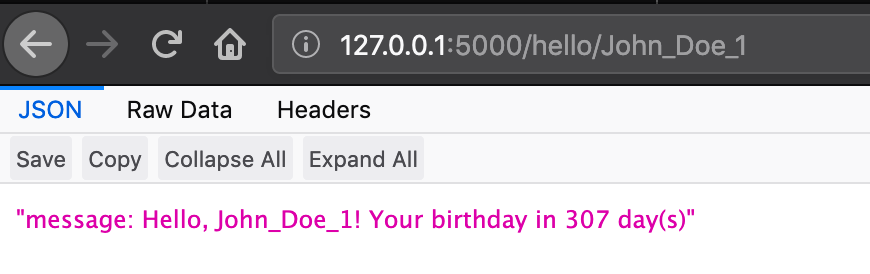 127.0.0.1:5000/hello/John_Doe_1
JSON Raw Data Headers
Save Copy Collapse All Expand All
"message: Hello, John_Doe_1! Your birthday in 307 day(s)"